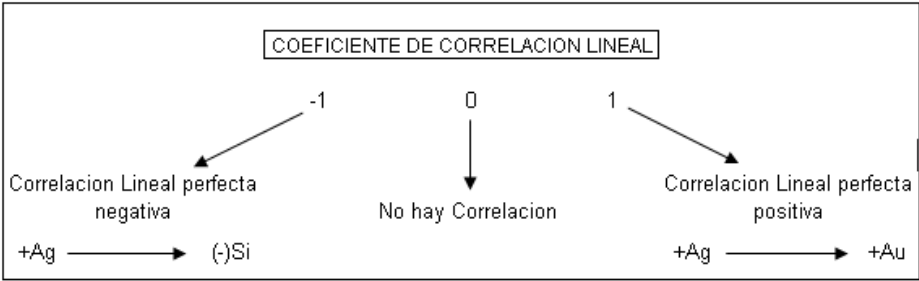 COEFICIENTE DE CORRELACION LINEAL
-1 0 1
Correlacion Lineal perfecta
negativa
No hay Correlacion
Correlacion Lineal perfecta
positiva
+Ag (-)Si
+Ag +Au